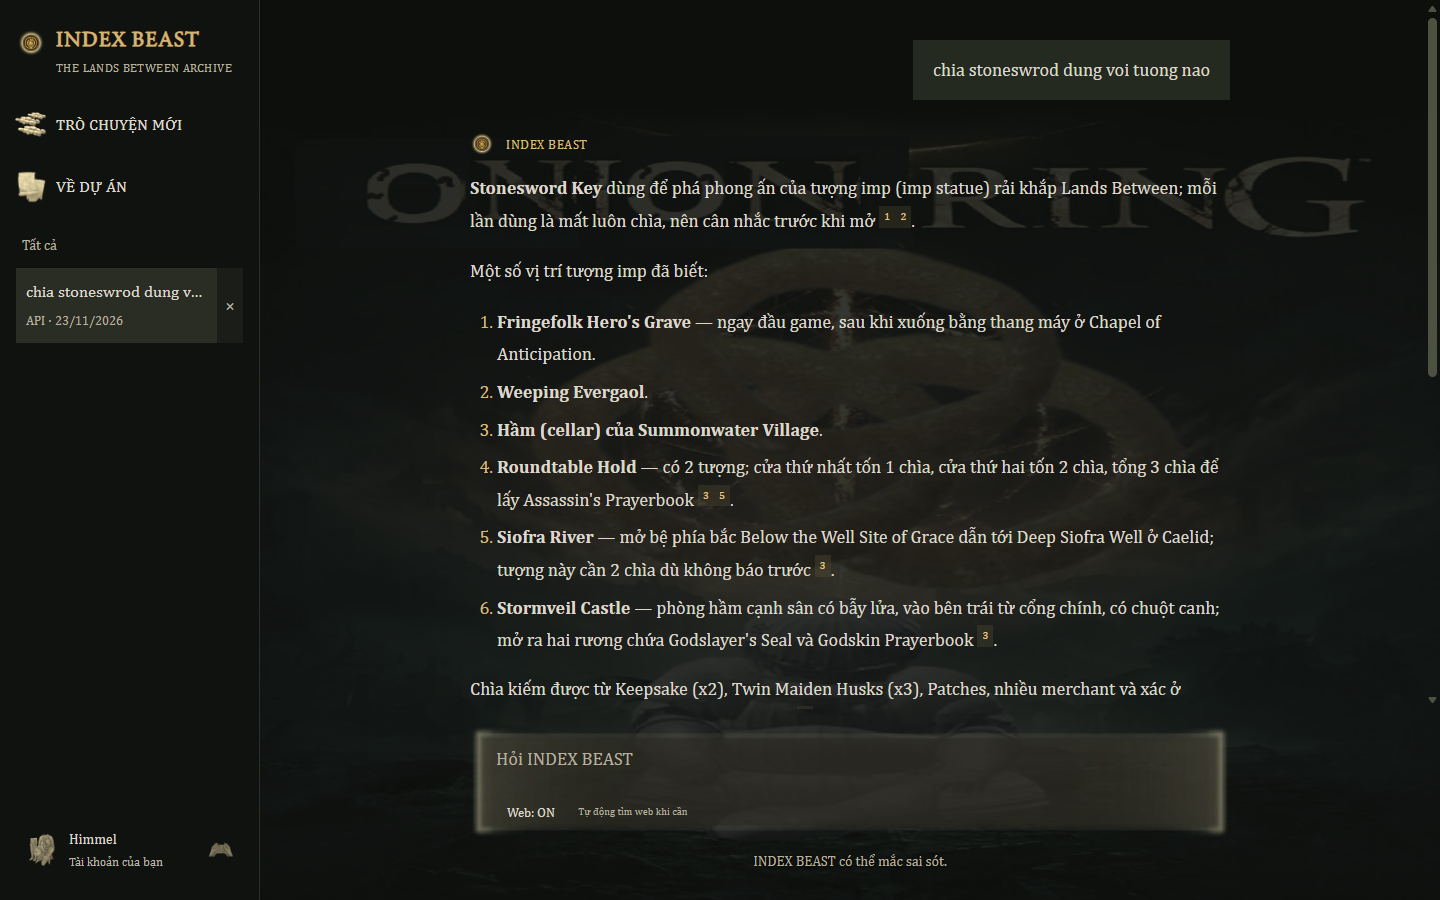 INDEX BEAST
THE LANDS BETWEEN ARCHIVE
TRÒ CHUYỆN MỚI
VỀ DỰ ÁN
Tất cả
chia stoneswrod dung v...
API · 23/11/2026
×
Himmel
Tài khoản của bạn
ONION RING
chia stoneswrod dung voi tuong nao
INDEX BEAST
Stonesword Key dùng để phá phong ấn của tượng imp (imp statue) rải khắp Lands Between; mỗi
lần dùng là mất luôn chìa, nên cân nhắc trước khi mở 1 2.
Một số vị trí tượng imp đã biết:
1. Fringefolk Hero's Grave — ngay đầu game, sau khi xuống bằng thang máy ở Chapel of
Anticipation.
2. Weeping Evergaol.
3. Hầm (cellar) của Summonwater Village.
4. Roundtable Hold — có 2 tượng; cửa thứ nhất tốn 1 chìa, cửa thứ hai tốn 2 chìa, tổng 3 chìa để
lấy Assassin's Prayerbook 3 5.
5. Siofra River — mở bệ phía bắc Below the Well Site of Grace dẫn tới Deep Siofra Well ở Caelid;
tượng này cần 2 chìa dù không báo trước 3.
6. Stormveil Castle — phòng hầm cạnh sân có bẫy lửa, vào bên trái từ cổng chính, có chuột canh;
mở ra hai rương chứa Godslayer's Seal và Godskin Prayerbook 3.
Chìa kiếm được từ Keepsake (x2), Twin Maiden Husks (x3), Patches, nhiều merchant và xác ở
Hỏi INDEX BEAST
Web: ON
Tự động tìm web khi cần
INDEX BEAST có thể mắc sai sót.